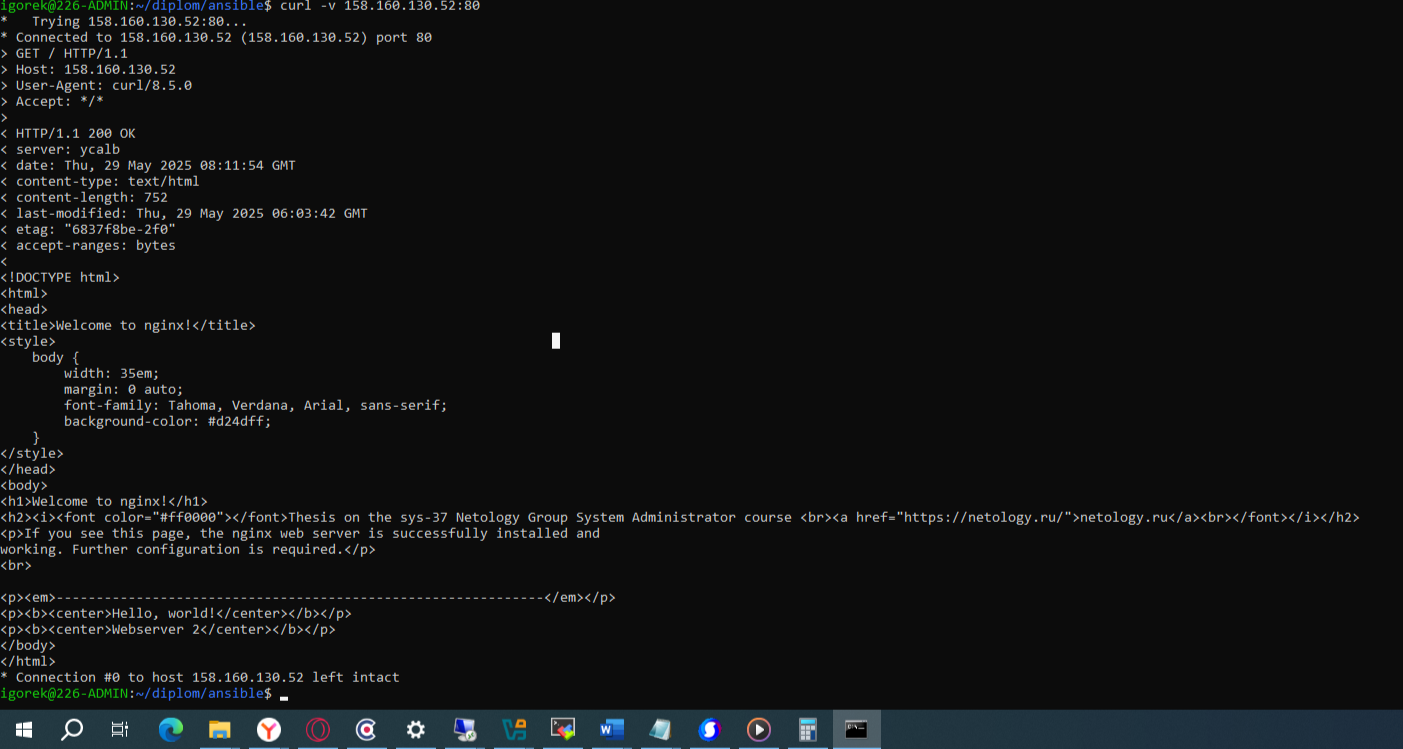 igorek@226-ADMIN:~/diplom/ansible$ curl -v 158.160.130.52:80
*   Trying 158.160.130.52:80...
* Connected to 158.160.130.52 (158.160.130.52) port 80
> GET / HTTP/1.1
> Host: 158.160.130.52
> User-Agent: curl/8.5.0
> Accept: */*
>
< HTTP/1.1 200 OK
< server: ycalb
< date: Thu, 29 May 2025 08:11:54 GMT
< content-type: text/html
< content-length: 752
< last-modified: Thu, 29 May 2025 06:03:42 GMT
< etag: "6837f8be-2f0"
< accept-ranges: bytes
<
<!DOCTYPE html>
<html>
<head>
<title>Welcome to nginx!</title>
<style>
    body {
        width: 35em;
        margin: 0 auto;
        font-family: Tahoma, Verdana, Arial, sans-serif;
        background-color: #d24dff;
    }
</style>
</head>
<body>
<h1>Welcome to nginx!</h1>
<h2><i><font color="#ff0000"></font>Thesis on the sys-37 Netology Group System Administrator course <br><a href="https://netology.ru/">netology.ru</a><br></font></i></h2>
<p>If you see this page, the nginx web server is successfully installed and
working. Further configuration is required.</p>
<br>

<p><em>-------------------------------------------------------------</em></p>
<p><b><center>Hello, world!</center></b></p>
<p><b><center>Webserver 2</center></b></p>
</body>
</html>
* Connection #0 to host 158.160.130.52 left intact
igorek@226-ADMIN:~/diplom/ansible$